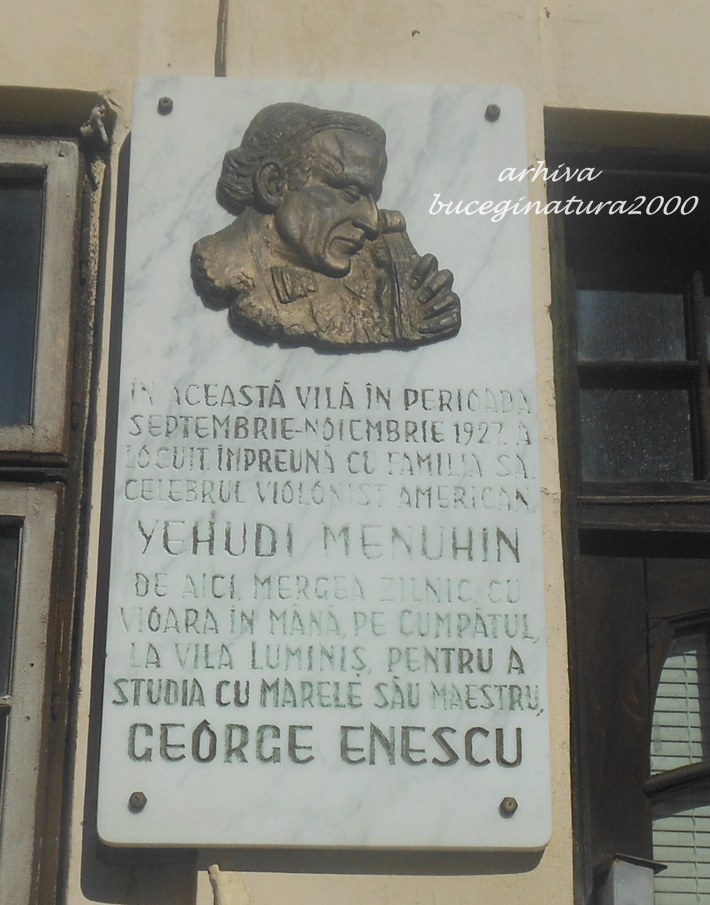 arhiva
buceginatura2000
ÎN ACEASTĂ VILĂ ÎN PERIOADA
SEPTEMBRIE-NOIEMBRIE 1927, A
LOCUIT, ÎMPREUNĂ CU FAMILIA SA,
CELEBRUL VIOLONIST AMERICAN,
YEHUDI MENUHIN
DE AICI, MERGEA ZILNIC, CU
VIOARA ÎN MÂNĂ, PE CUMPĂTUL,
LA VILA LUMINIȘ, PENTRU A
STUDIA CU MARELE SĂU MAESTRU,
GEORGE ENESCU